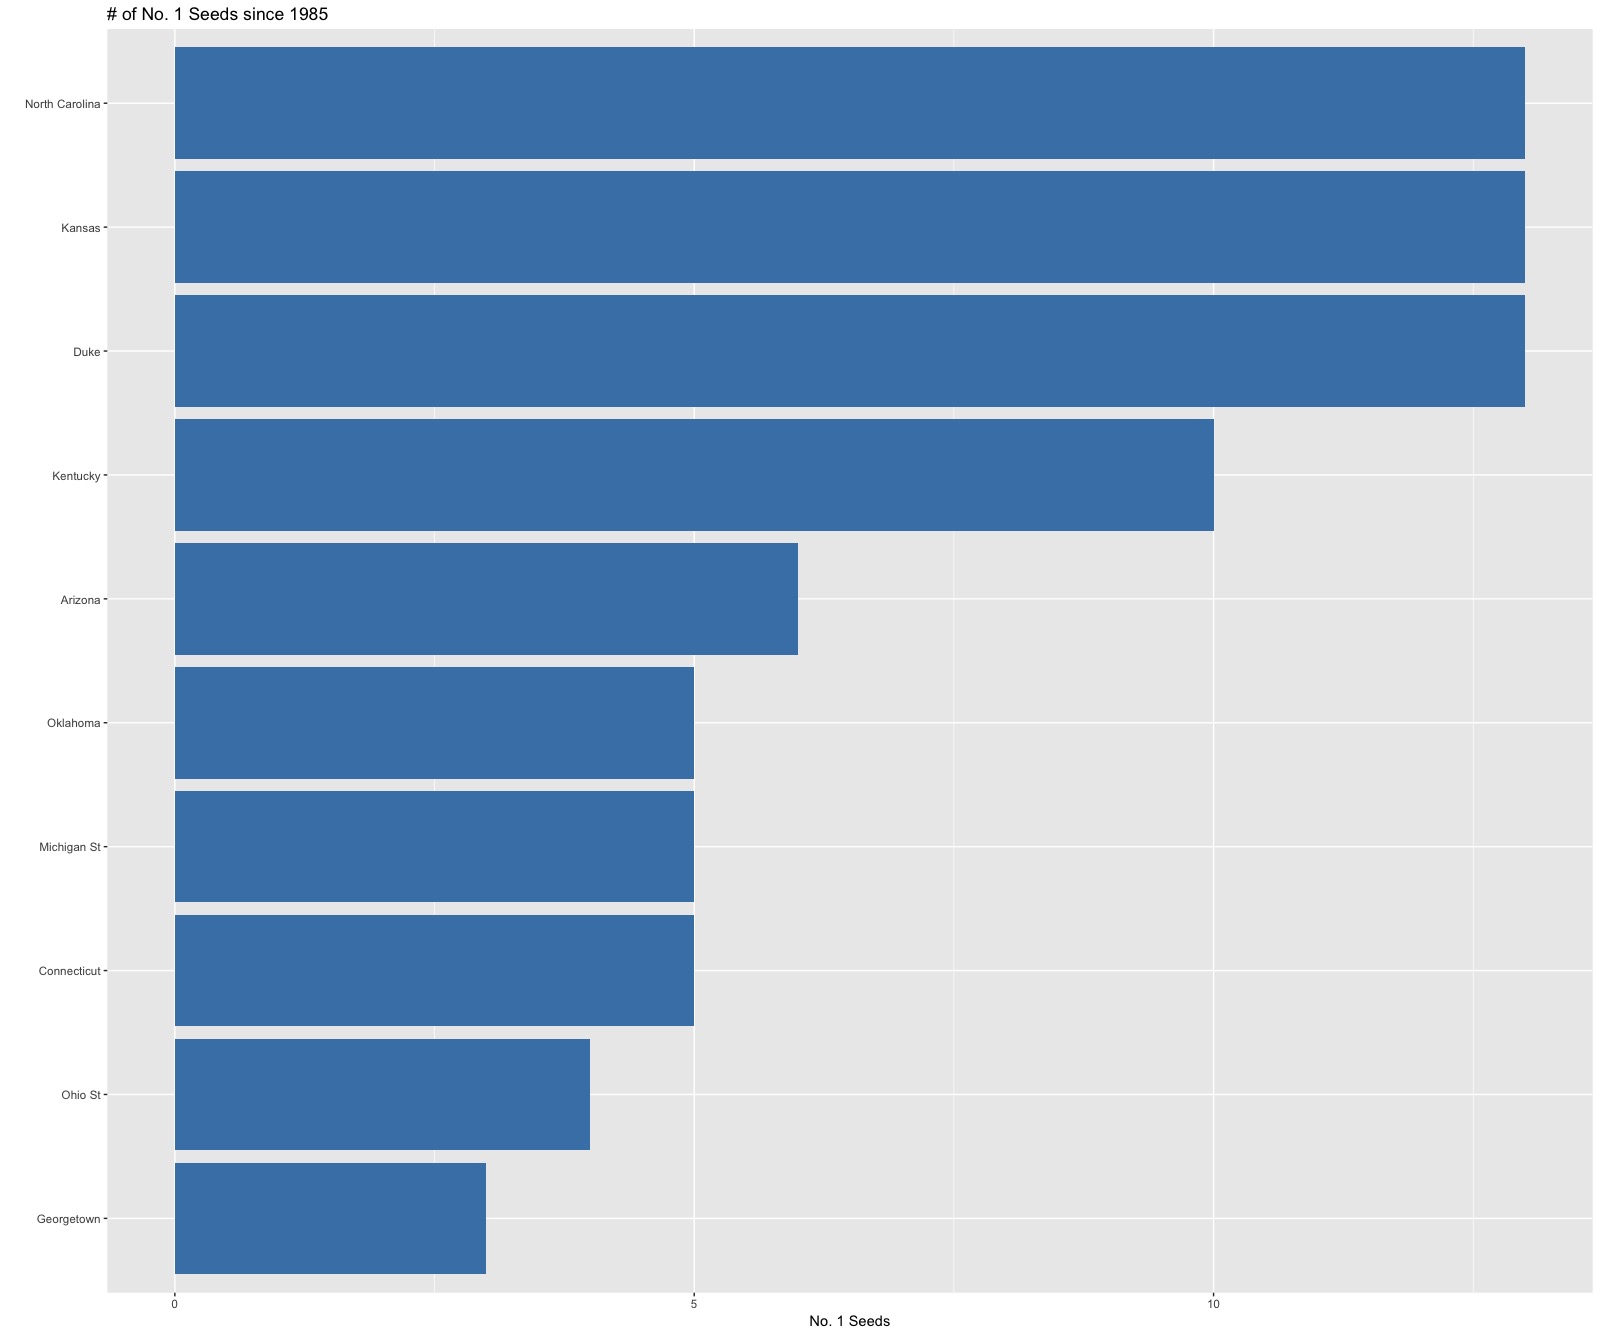 # of No. 1 Seeds since 1985
North Carolina
Kansas
Duke
Kentucky
Arizona
Oklahoma
Michigan St
Connecticut
Ohio St
Georgetown
0 5 10
No. 1 Seeds